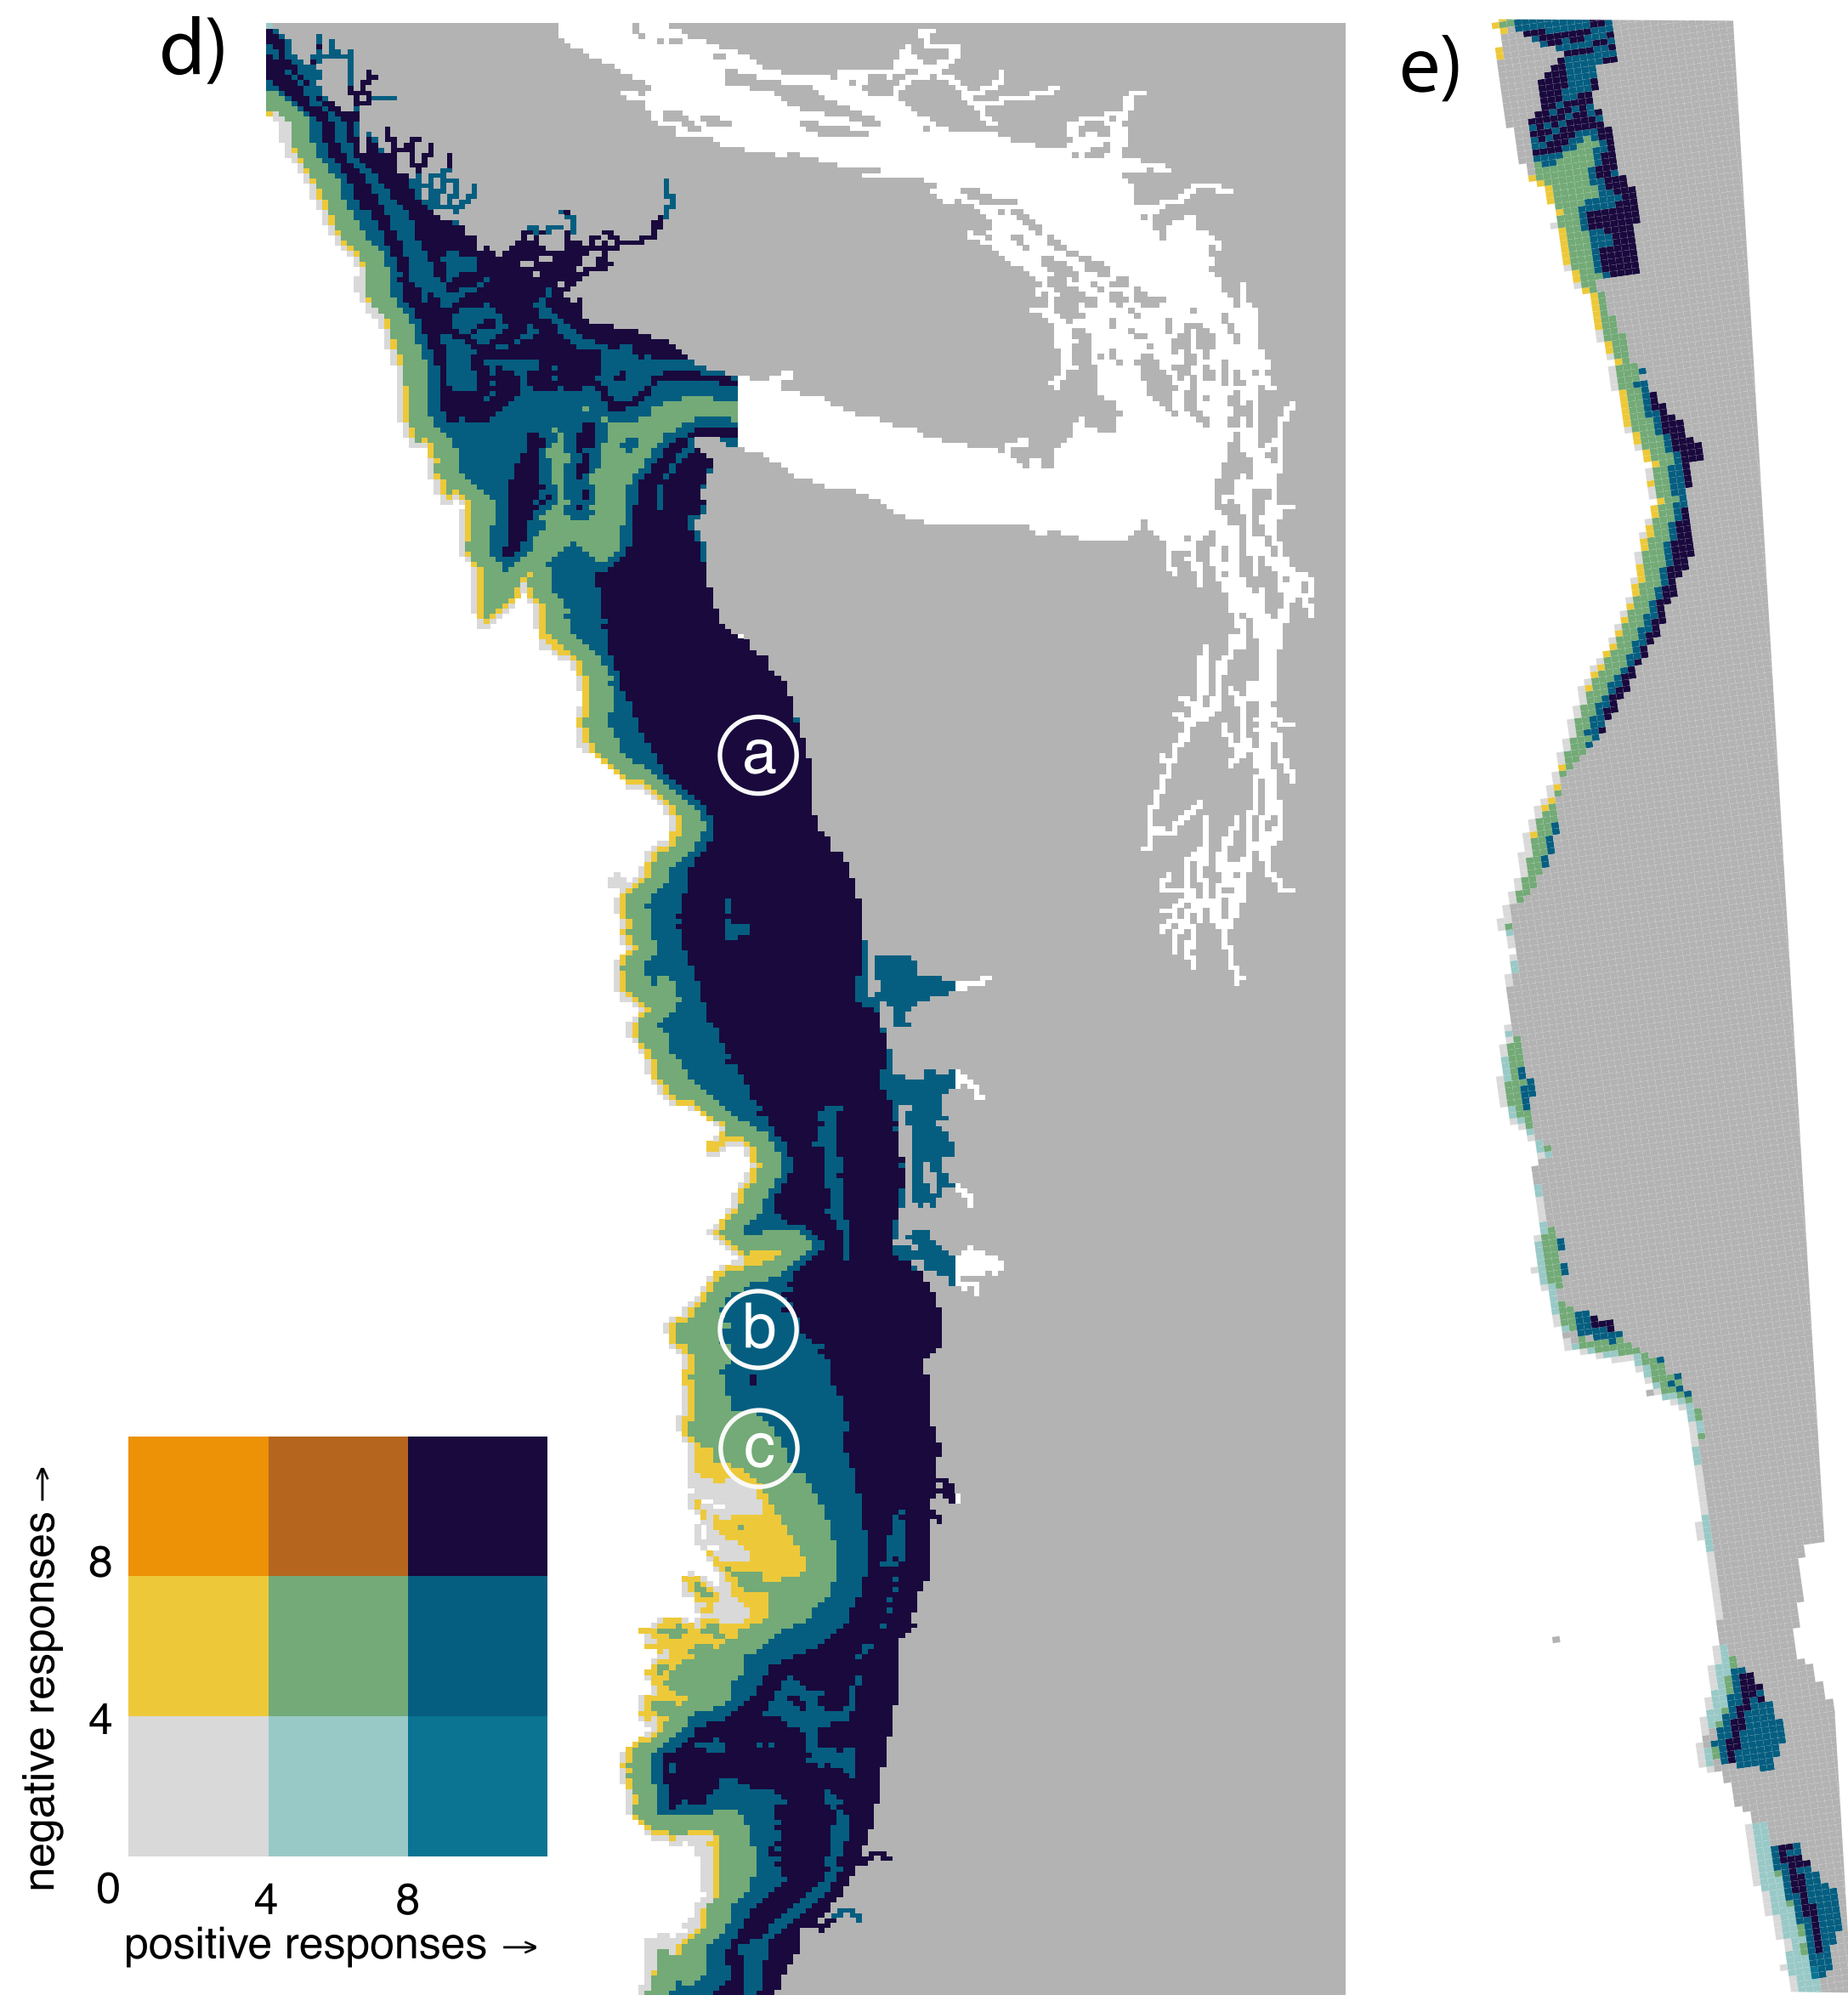 d)
e)
a
b
c
negative responses →
8
4
0
4
8
positive responses →